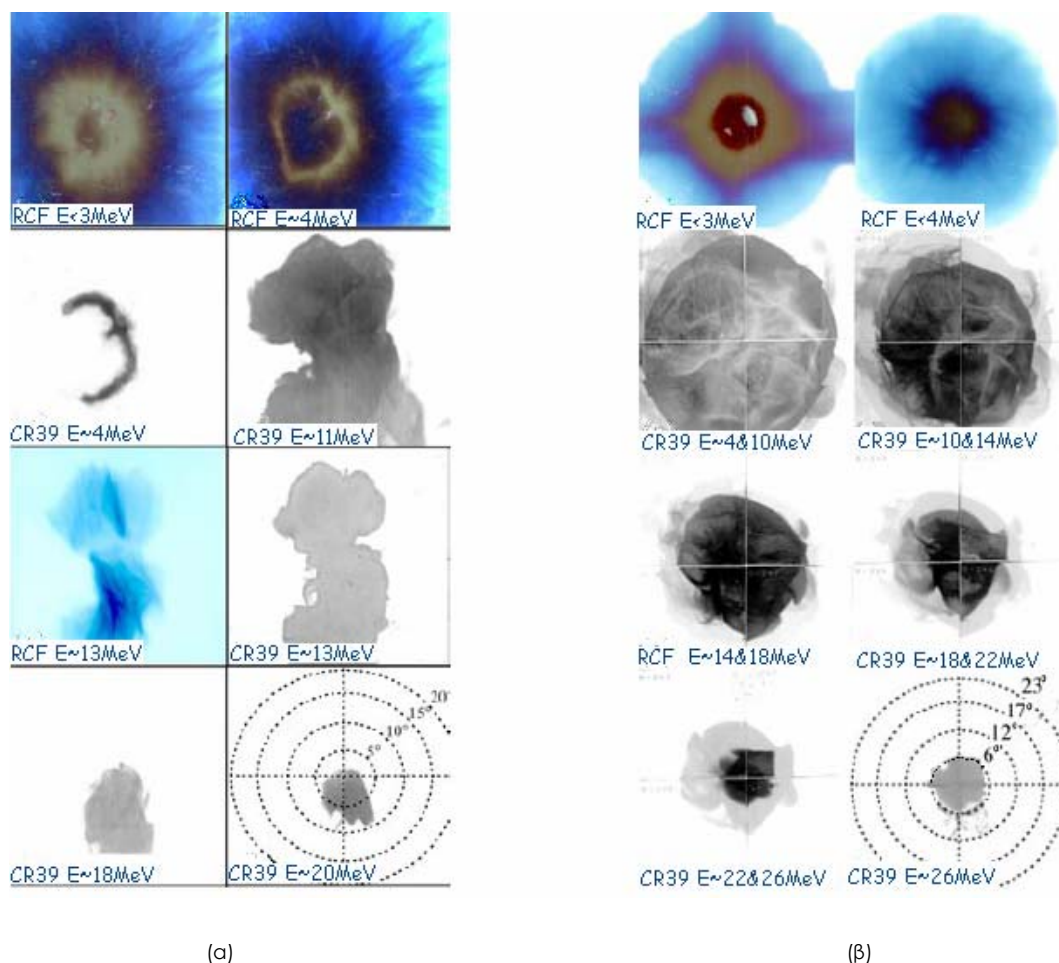 RCF E<3MeV
RCF E~4MeV
CR39 E~4MeV
CR39 E~11MeV
RCF E~13MeV
CR39 E~13MeV
20°
15°
10°
5°
CR39 E~18MeV
CR39 E~20MeV
(α)
RCF E<3MeV
RCF E<4MeV
CR39 E~4&10MeV
CR39 E~10&14MeV
RCF E~14&18MeV
CR39 E~18&22MeV
23°
17°
12°
6°
CR39 E~22&26MeV
CR39 E~26MeV
(β)